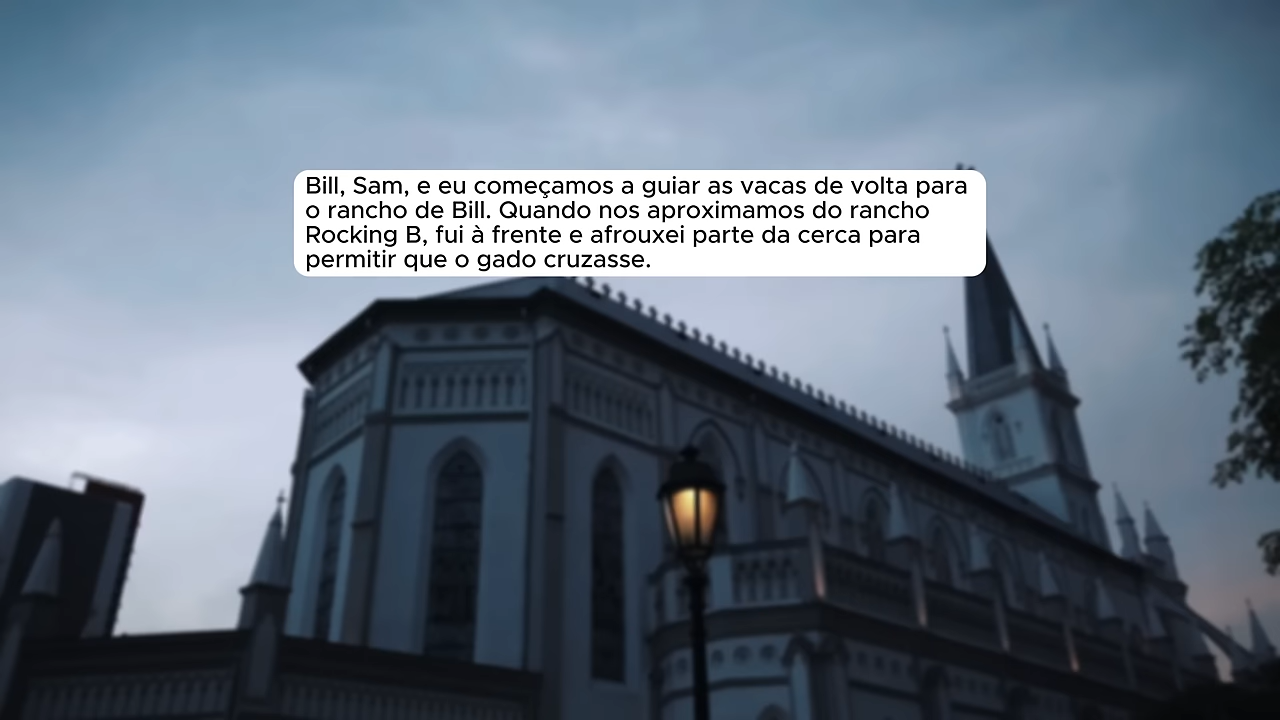 Bill, Sam, e eu começamos a guiar as vacas de volta para
o rancho de Bill. Quando nos aproximamos do rancho
Rocking B, fui à frente e afrouxei parte da cerca para
permitir que o gado cruzasse.